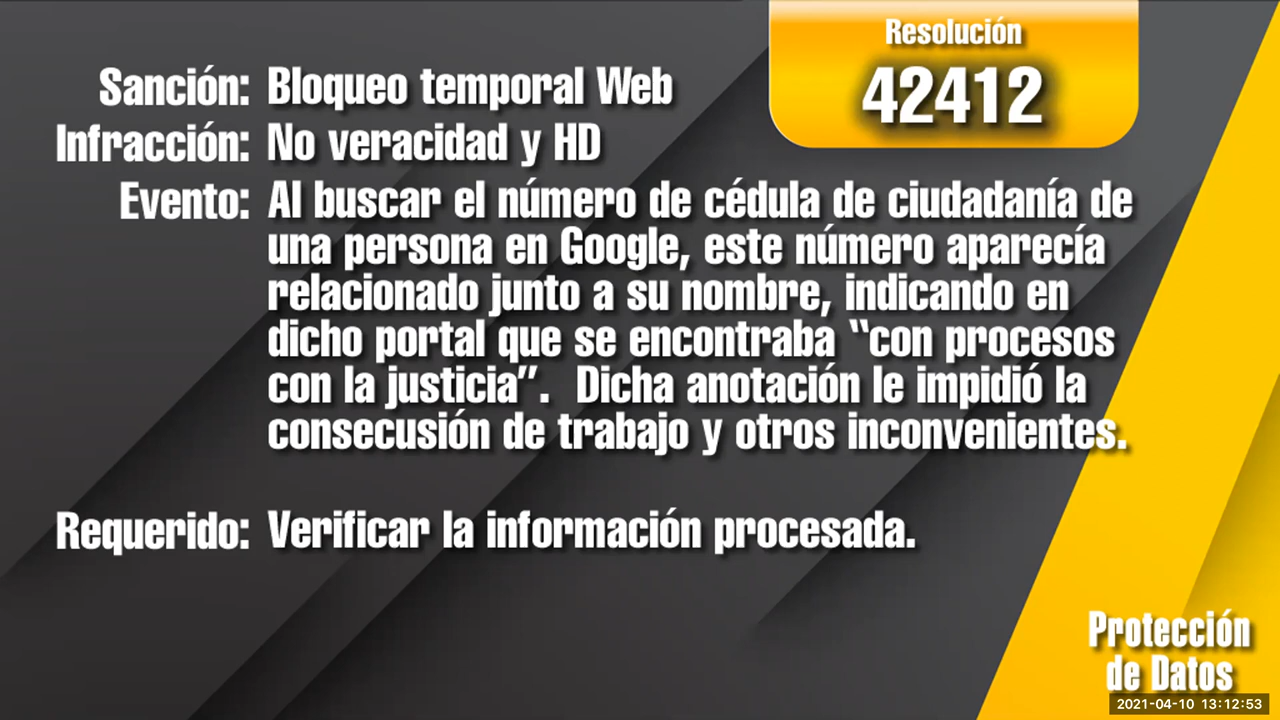 Resolución
42412
Sanción: Bloqueo temporal Web
Infracción: No veracidad y HD
Evento: Al buscar el número de cédula de ciudadanía de
una persona en Google, este número aparecía
relacionado junto a su nombre, indicando en
dicho portal que se encontraba “con procesos
con la justicia”. Dicha anotación le impidió la
consecusión de trabajo y otros inconvenientes.
Requerido: Verificar la información procesada.
Protección
de Datos
2021-04-10 13:12:53